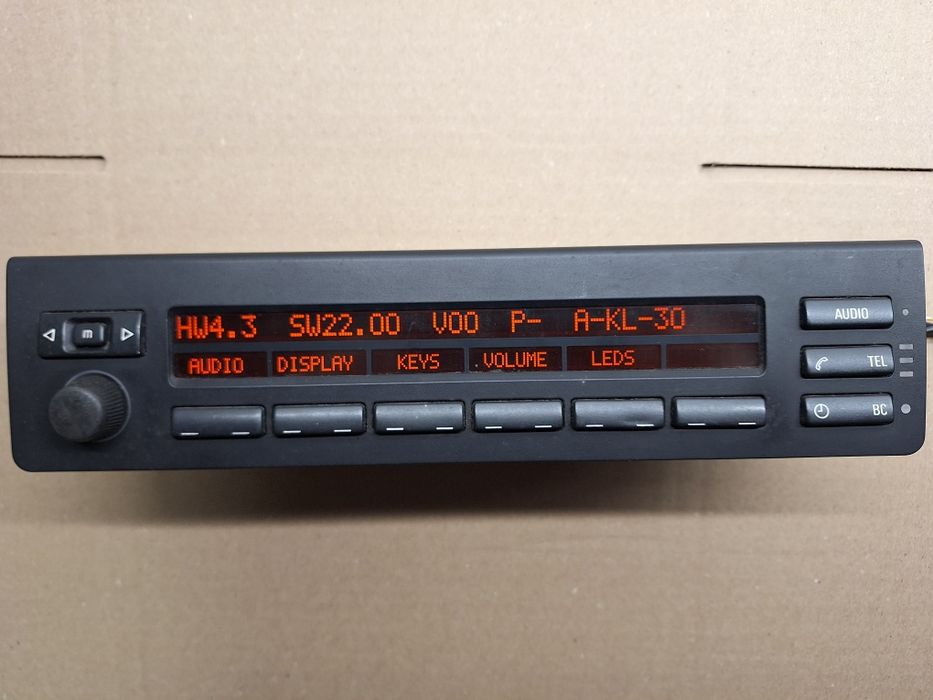 HW4.3 SW22.00 V00 P- A-KL-30
AUDIO DISPLAY KEYS VOLUME LEDS
m
AUDIO
TEL
BC